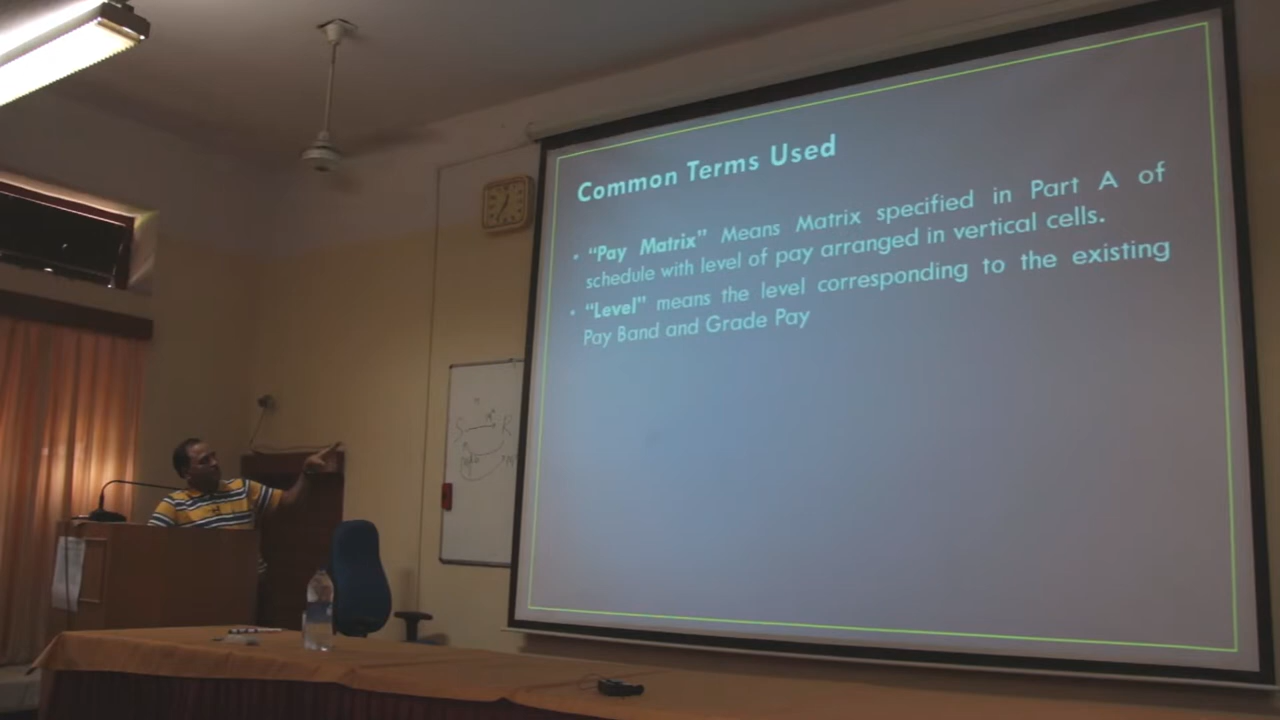 Common Terms Used
• “Pay Matrix” Means Matrix specified in Part A of
schedule with level of pay arranged in vertical cells.
• “Level” means the level corresponding to the existing
Pay Band and Grade Pay
S R